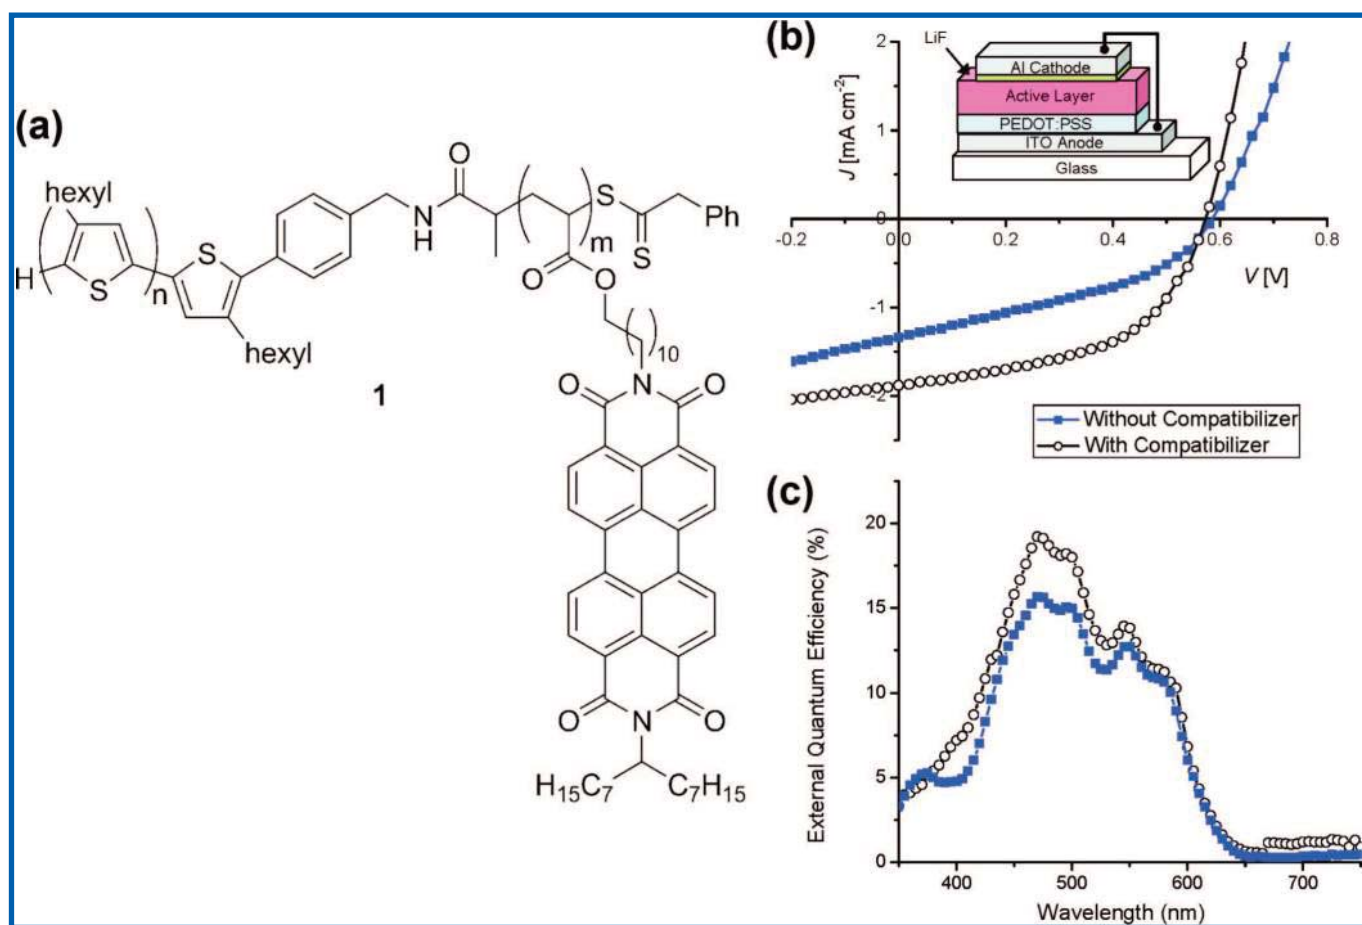 (a)
hexyl
H
S
n
S
hexyl
N
H
O
m
S
S
Ph
O
O
10
N
O
O
O
O
N
H15C7
C7H15
1
(b)
LiF
Al Cathode
Active Layer
PEDOT:PSS
ITO Anode
Glass
J [mA cm-2]
2
1
0
-1
-2
-0.2
0.0
0.2
0.4
0.6
0.8
V [V]
Without Compatibilizer
With Compatibilizer
(c)
External Quantum Efficiency (%)
20
15
10
5
0
400
500
600
700
Wavelength (nm)